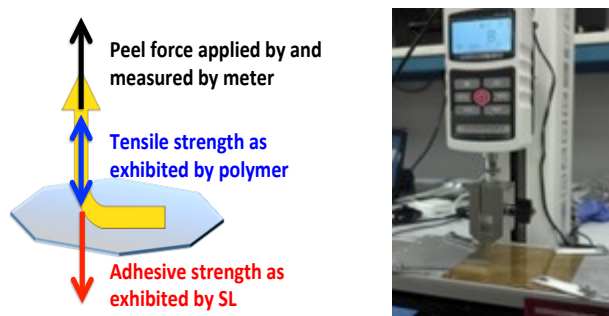 Peel force applied by and
measured by meter
Tensile strength as
exhibited by polymer
Adhesive strength as
exhibited by SL
8